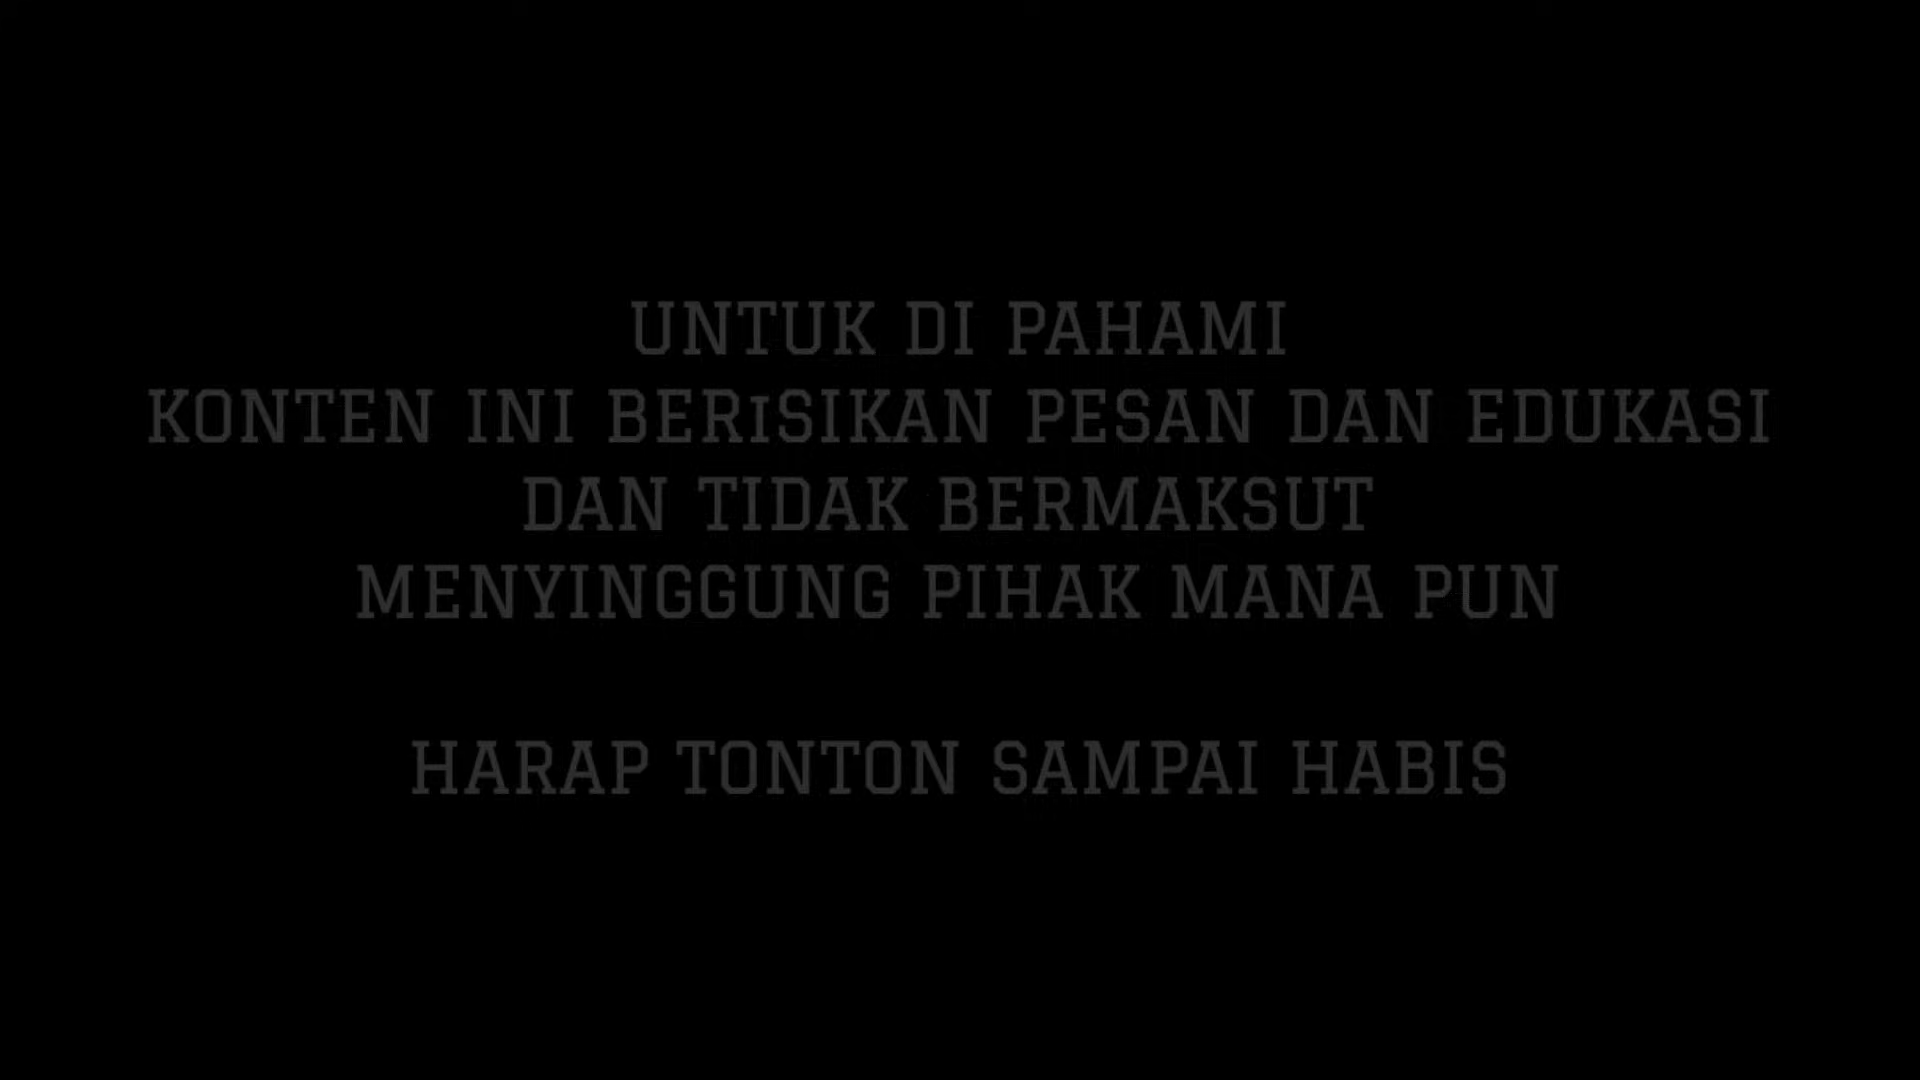 UNTUK DI PAHAMI
KONTEN INI BERıSIKAN PESAN DAN EDUKASI
DAN TIDAK BERMAKSUT
MENYINGGUNG PIHAK MANA PUN
HARAP TONTON SAMPAI HABIS